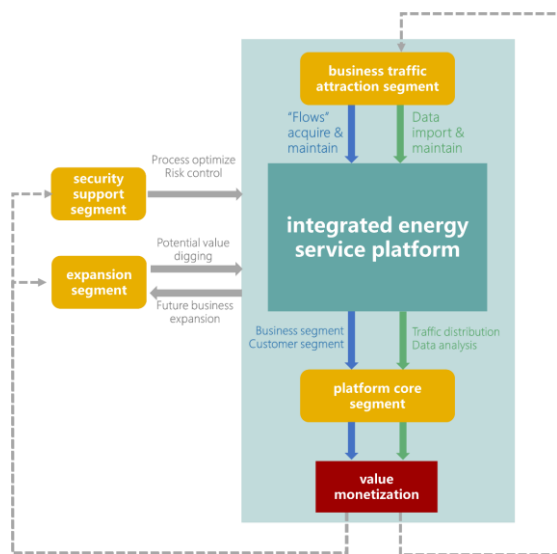 business traffic
attraction segment
“Flows”
acquire &
maintain
Data
import &
maintain
security
support
segment
Process optimize
Risk control
integrated energy
service platform
expansion
segment
Potential value
digging
Future business
expansion
Business segment
Customer segment
Traffic distribution
Data analysis
platform core
segment
value
monetization